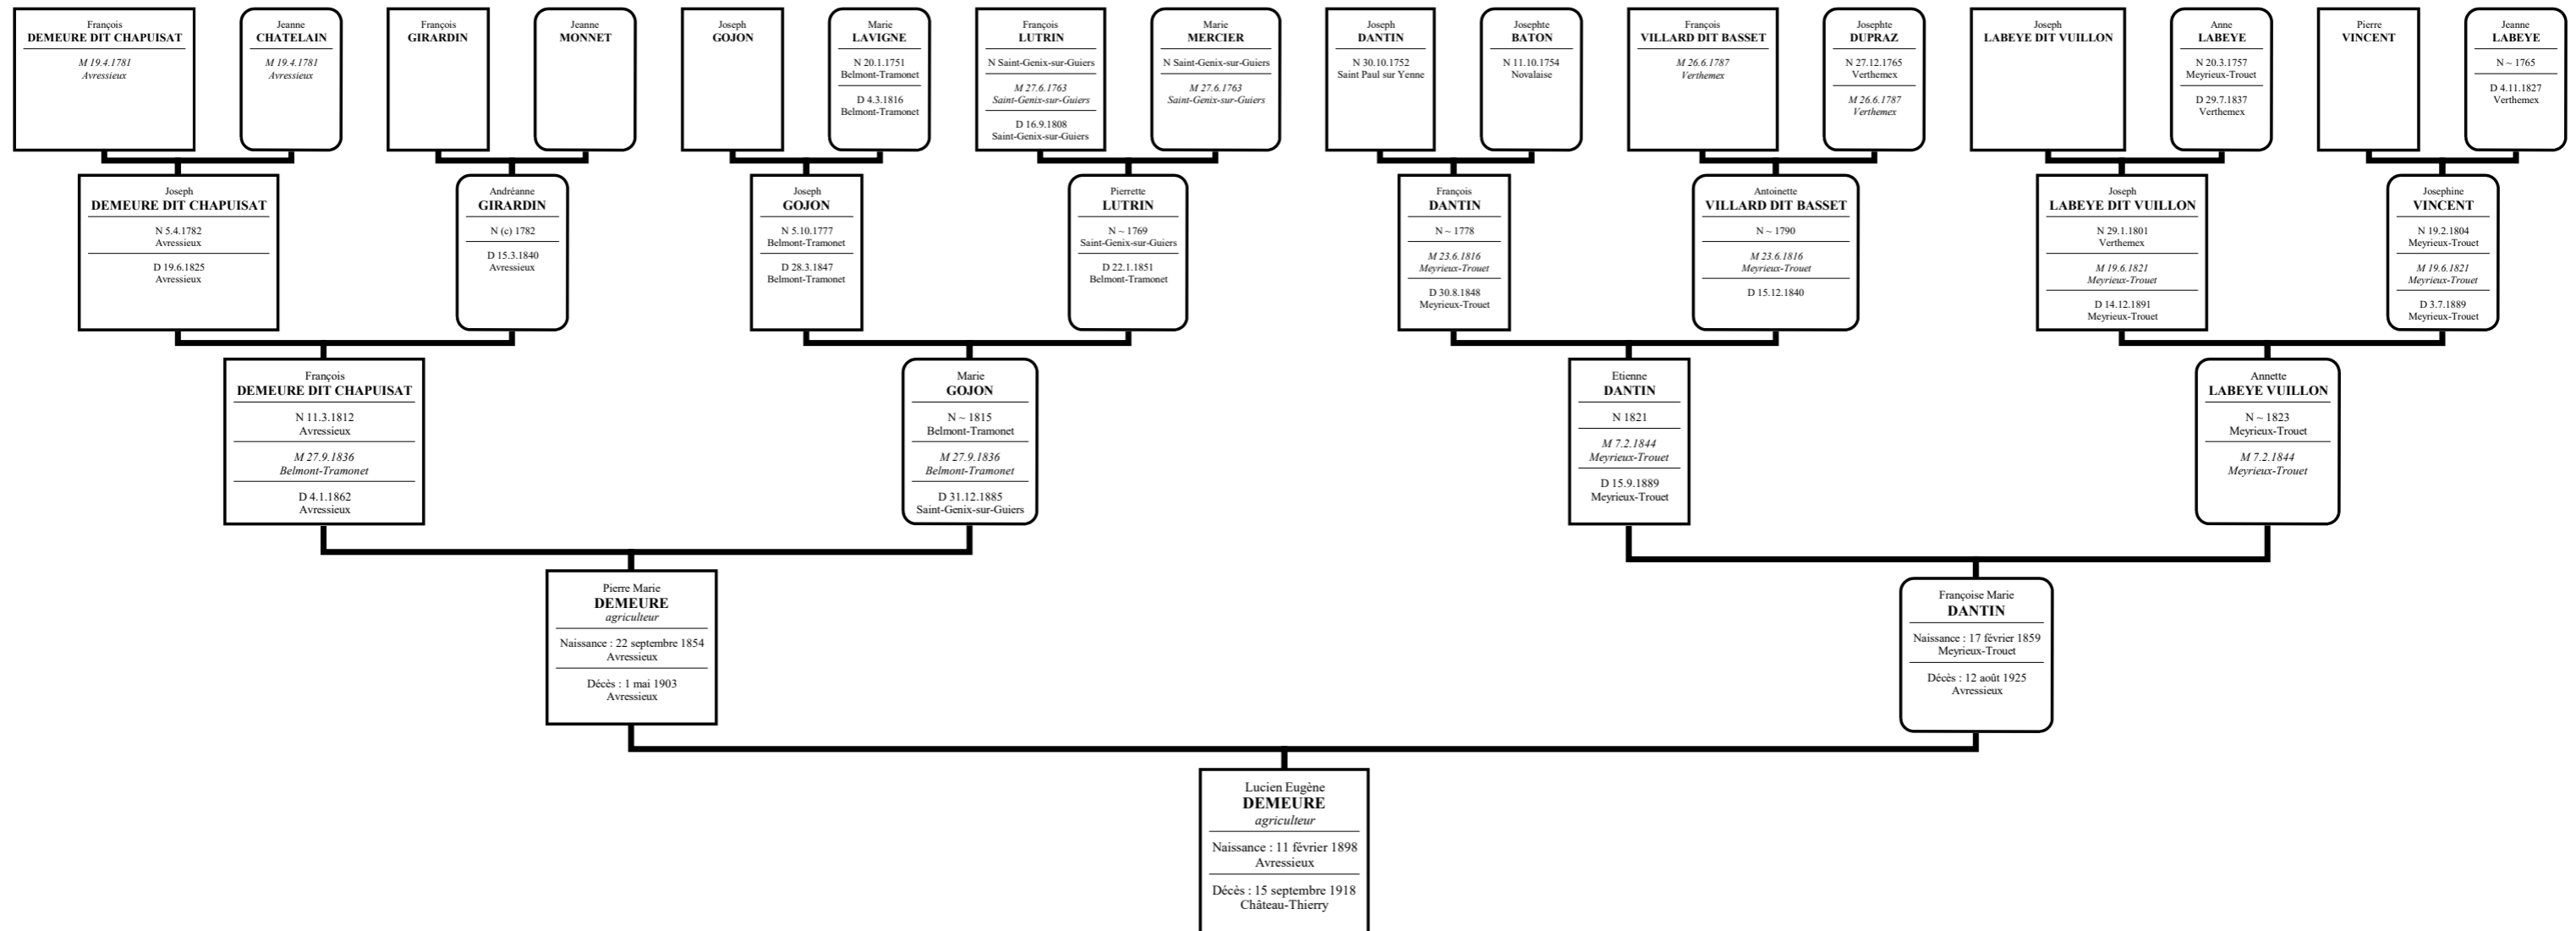 François
DEMEURE DIT CHAPUISAT
M 19.4.1781
Avressieux
Jeanne
CHATELAIN
M 19.4.1781
Avressieux
François
GIRARDIN
Jeanne
MONNET
Joseph
GOJON
Marie
LAVIGNE
N 20.1.1751
Belmont-Tramonet
D 4.3.1816
Belmont-Tramonet
François
LUTRIN
N Saint-Genix-sur-Guiers
M 27.6.1763
Saint-Genix-sur-Guiers
D 16.9.1808
Saint-Genix-sur-Guiers
Marie
MERCIER
N Saint-Genix-sur-Guiers
M 27.6.1763
Saint-Genix-sur-Guiers
Joseph
DANTIN
N 30.10.1752
Saint Paul sur Yenne
Josephte
BATON
N 11.10.1754
Novalaise
François
VILLARD DIT BASSET
M 26.6.1787
Verthemex
Josephte
DUPRAZ
N 27.12.1765
Verthemex
M 26.6.1787
Verthemex
Joseph
LABEYE DIT VUILLON
Anne
LABEYE
N 20.3.1757
Meyrieux-Trouet
D 29.7.1837
Verthemex
Pierre
VINCENT
Jeanne
LABEYE
N ~ 1765
D 4.11.1827
Verthemex
Joseph
DEMEURE DIT CHAPUISAT
N 5.4.1782
Avressieux
D 19.6.1825
Avressieux
Andréanne
GIRARDIN
N (c) 1782
D 15.3.1840
Avressieux
Joseph
GOJON
N 5.10.1777
Belmont-Tramonet
D 28.3.1847
Belmont-Tramonet
Pierrette
LUTRIN
N ~ 1769
Saint-Genix-sur-Guiers
D 22.1.1851
Belmont-Tramonet
François
DANTIN
N ~ 1778
M 23.6.1816
Meyrieux-Trouet
D 30.8.1848
Meyrieux-Trouet
Antoinette
VILLARD DIT BASSET
N ~ 1790
M 23.6.1816
Meyrieux-Trouet
D 15.12.1840
Joseph
LABEYE DIT VUILLON
N 29.1.1801
Verthemex
M 19.6.1821
Meyrieux-Trouet
D 14.12.1891
Meyrieux-Trouet
Josephine
VINCENT
N 19.2.1804
Meyrieux-Trouet
M 19.6.1821
Meyrieux-Trouet
D 3.7.1889
Meyrieux-Trouet
François
DEMEURE DIT CHAPUISAT
N 11.3.1812
Avressieux
M 27.9.1836
Belmont-Tramonet
D 4.1.1862
Avressieux
Marie
GOJON
N ~ 1815
Belmont-Tramonet
M 27.9.1836
Belmont-Tramonet
D 31.12.1885
Saint-Genix-sur-Guiers
Etienne
DANTIN
N 1821
M 7.2.1844
Meyrieux-Trouet
D 15.9.1889
Meyrieux-Trouet
Annette
LABEYE VUILLON
N ~ 1823
Meyrieux-Trouet
M 7.2.1844
Meyrieux-Trouet
Pierre Marie
DEMEURE
agriculteur
Naissance : 22 septembre 1854
Avressieux
Décès : 1 mai 1903
Avressieux
Françoise Marie
DANTIN
Naissance : 17 février 1859
Meyrieux-Trouet
Décès : 12 août 1925
Avressieux
Lucien Eugène
DEMEURE
agriculteur
Naissance : 11 février 1898
Avressieux
Décès : 15 septembre 1918
Château-Thierry